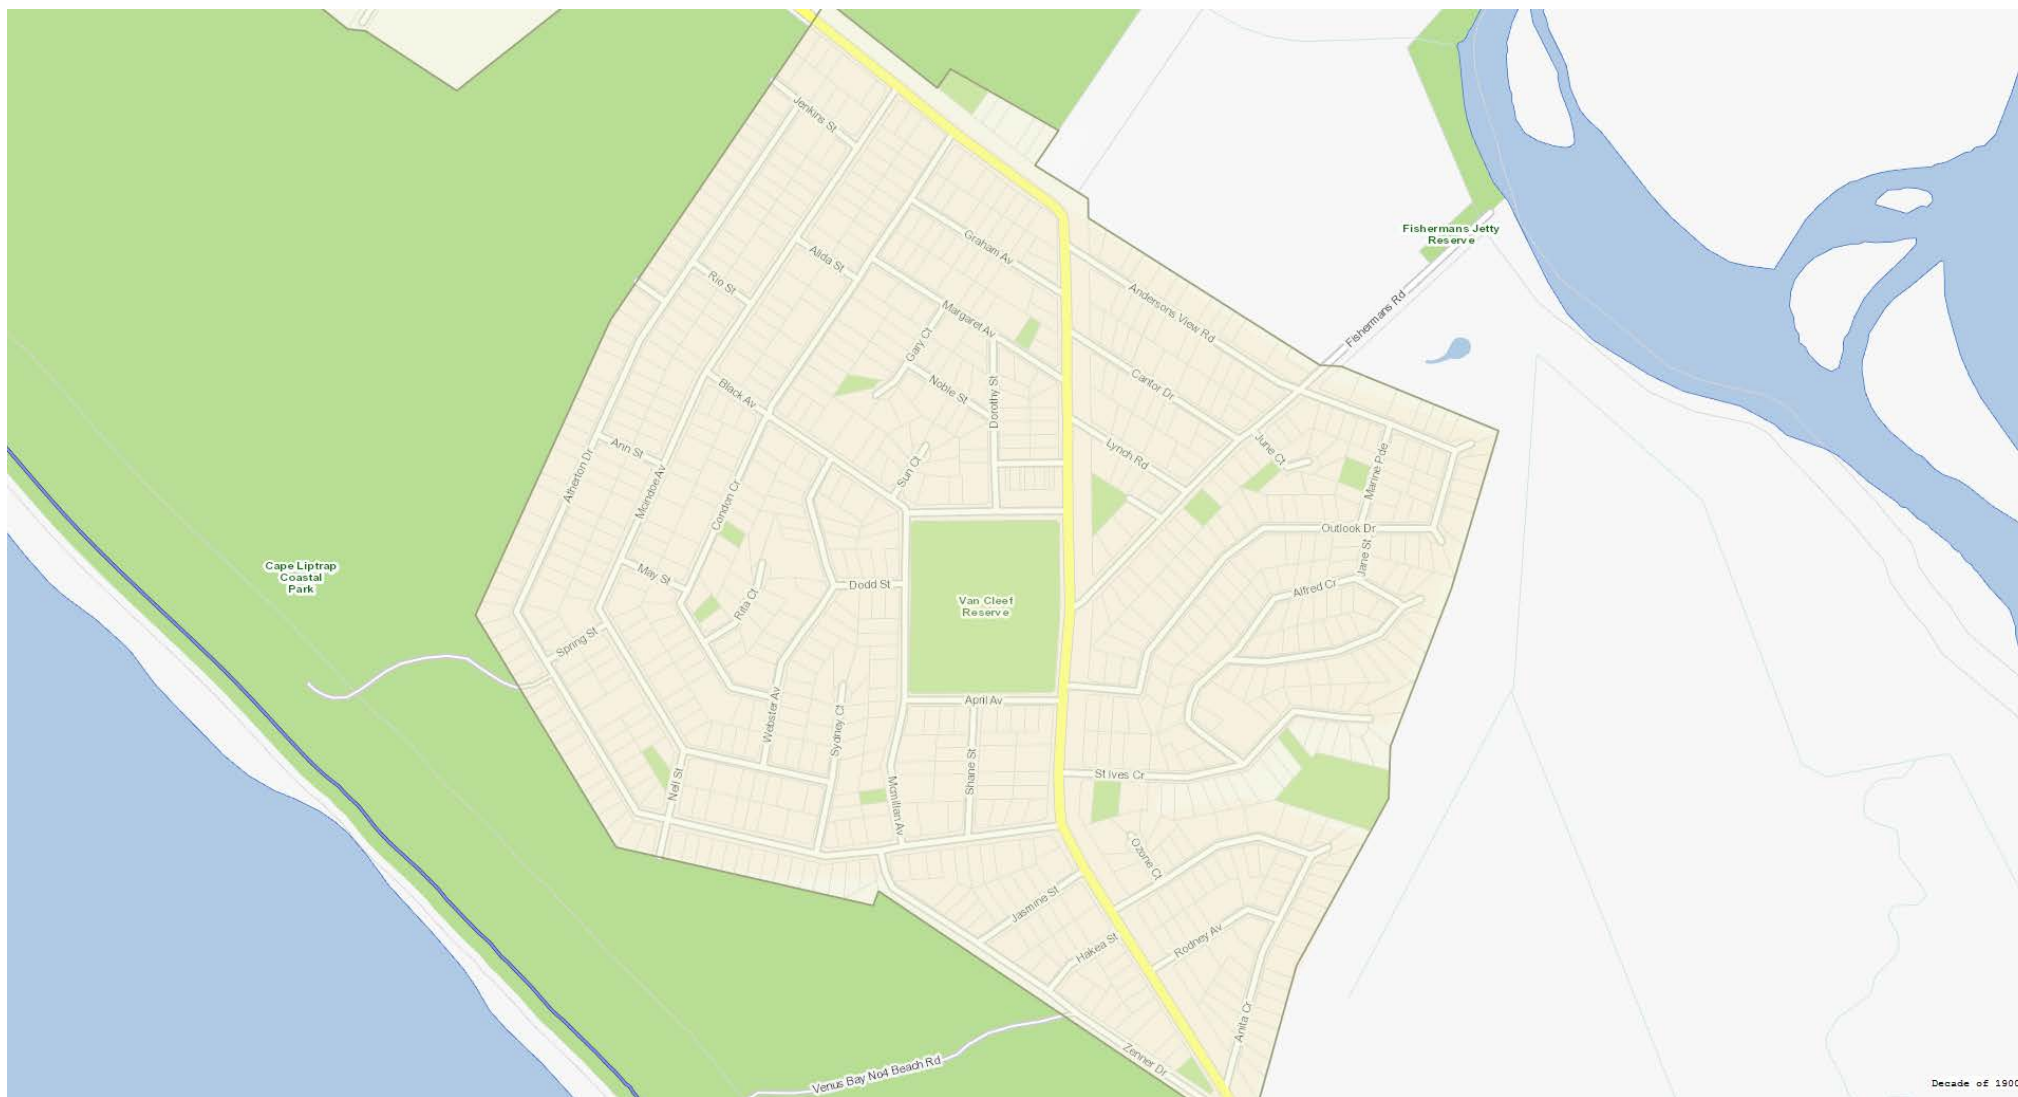 Jenkins St
Graham Av
Alida St
Rio St
Fishermans Jetty
Reserve
Andersons View Rd
Fishermans Rd
Margaret Av
Gary Ct
Noble St
Dorothy St
Cantor Dr
Black Av
Ann St
Lynch Rd
June Ct
Marine Pde
Atherton Dr
Mcindoe Av
Condon Cr
Sun Ct
Outlook Dr
Jane St
Cape Liptrap
Coastal
Park
May St
Dodd St
Rita Ct
Van Cleef
Reserve
Alfred Cr
Spring St
Webster Av
Sydney Ct
April Av
Nell St
Mcmillan Av
Shane St
St Ives Cr
Ozone Ct
Jasmine St
Hakea St
Rodney Av
Anita Cr
Zenner Dr
Venus Bay No4 Beach Rd
Decade of 1900